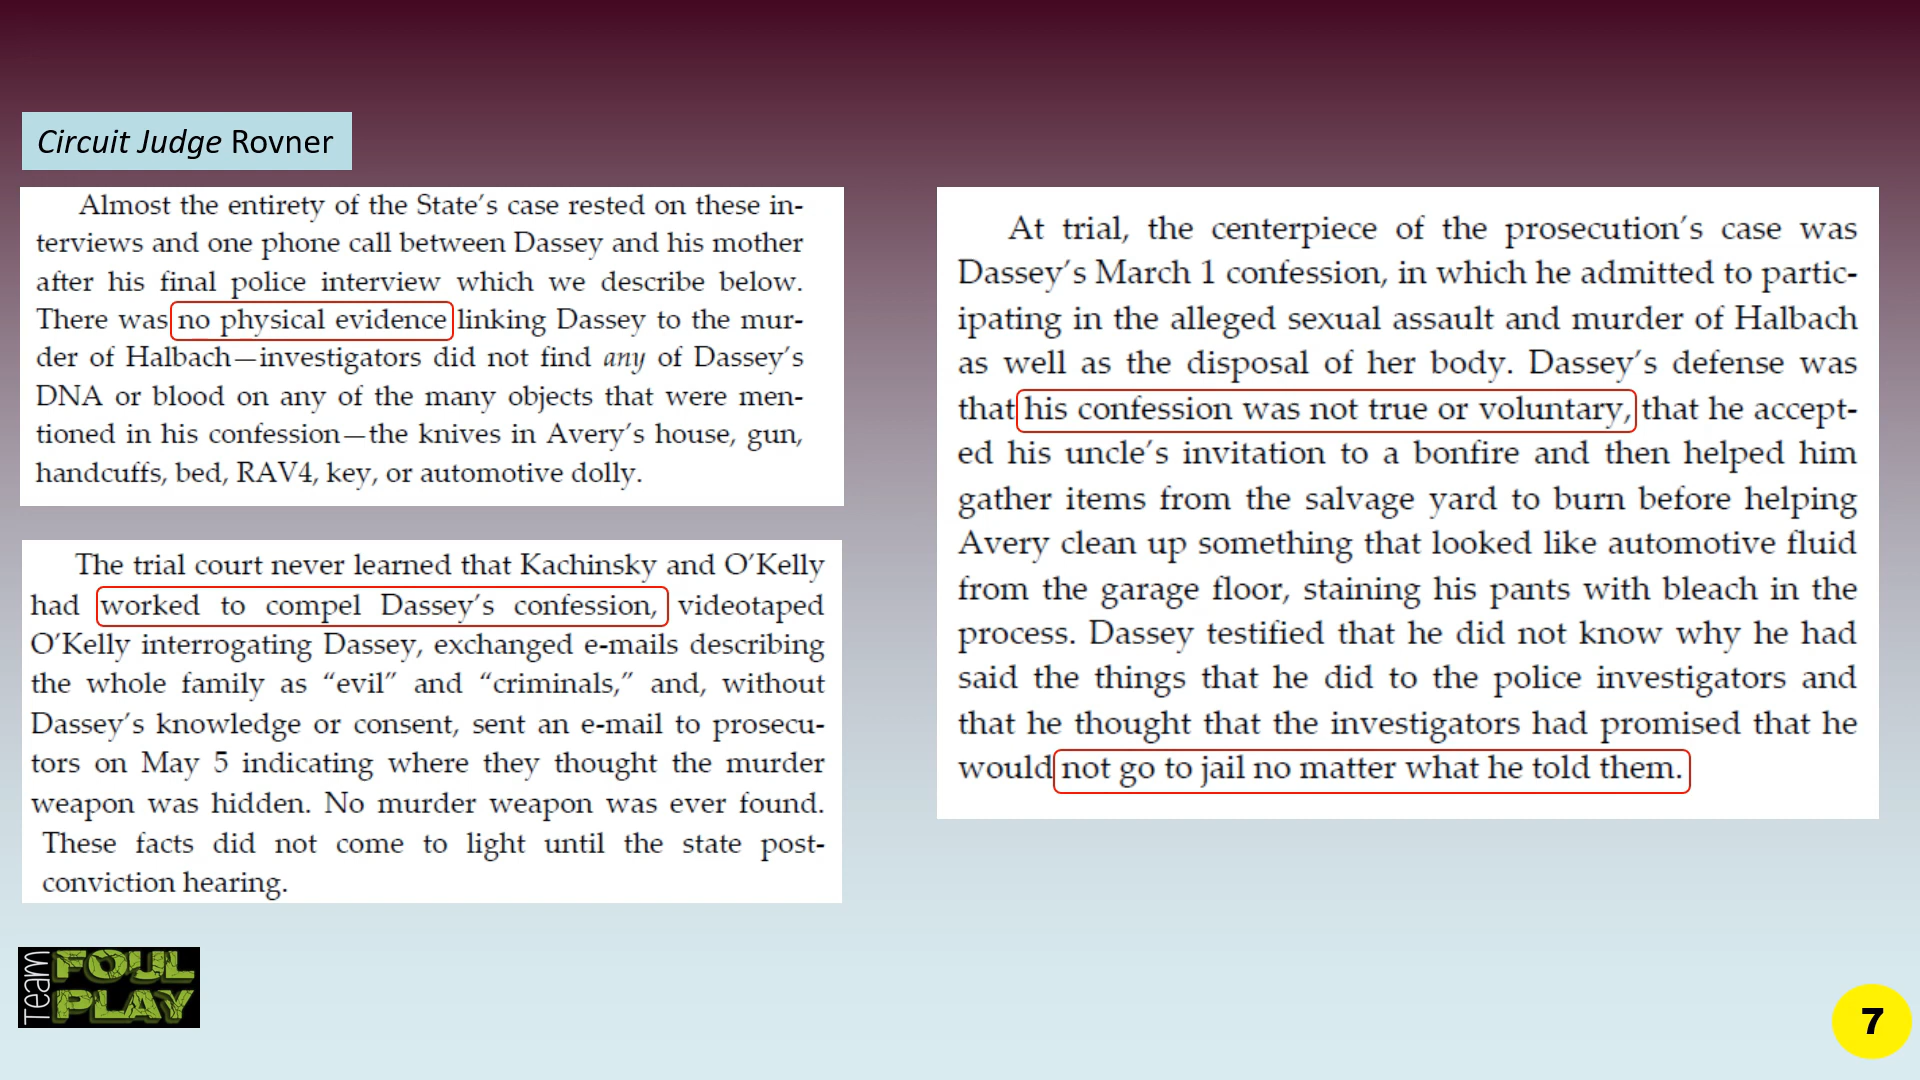 Circuit Judge Rovner
Almost the entirety of the State's case rested on these in-
terviews and one phone call between Dassey and his mother
after his final police interview which we describe below.
There was no physical evidence linking Dassey to the mur-
der of Halbach—investigators did not find any of Dassey's
DNA or blood on any of the many objects that were men-
tioned in his confession—the knives in Avery's house, gun,
handcuffs, bed, RAV4, key, or automotive dolly.
The trial court never learned that Kachinsky and O'Kelly
had worked to compel Dassey's confession, videotaped
O'Kelly interrogating Dassey, exchanged e-mails describing
the whole family as “evil” and “criminals,” and, without
Dassey's knowledge or consent, sent an e-mail to prosecu-
tors on May 5 indicating where they thought the murder
weapon was hidden. No murder weapon was ever found.
These facts did not come to light until the state post-
conviction hearing.
At trial, the centerpiece of the prosecution's case was
Dassey's March 1 confession, in which he admitted to partic-
ipating in the alleged sexual assault and murder of Halbach
as well as the disposal of her body. Dassey's defense was
that his confession was not true or voluntary, that he accept-
ed his uncle's invitation to a bonfire and then helped him
gather items from the salvage yard to burn before helping
Avery clean up something that looked like automotive fluid
from the garage floor, staining his pants with bleach in the
process. Dassey testified that he did not know why he had
said the things that he did to the police investigators and
that he thought that the investigators had promised that he
would not go to jail no matter what he told them.
Team
FOUL
PLAY
7